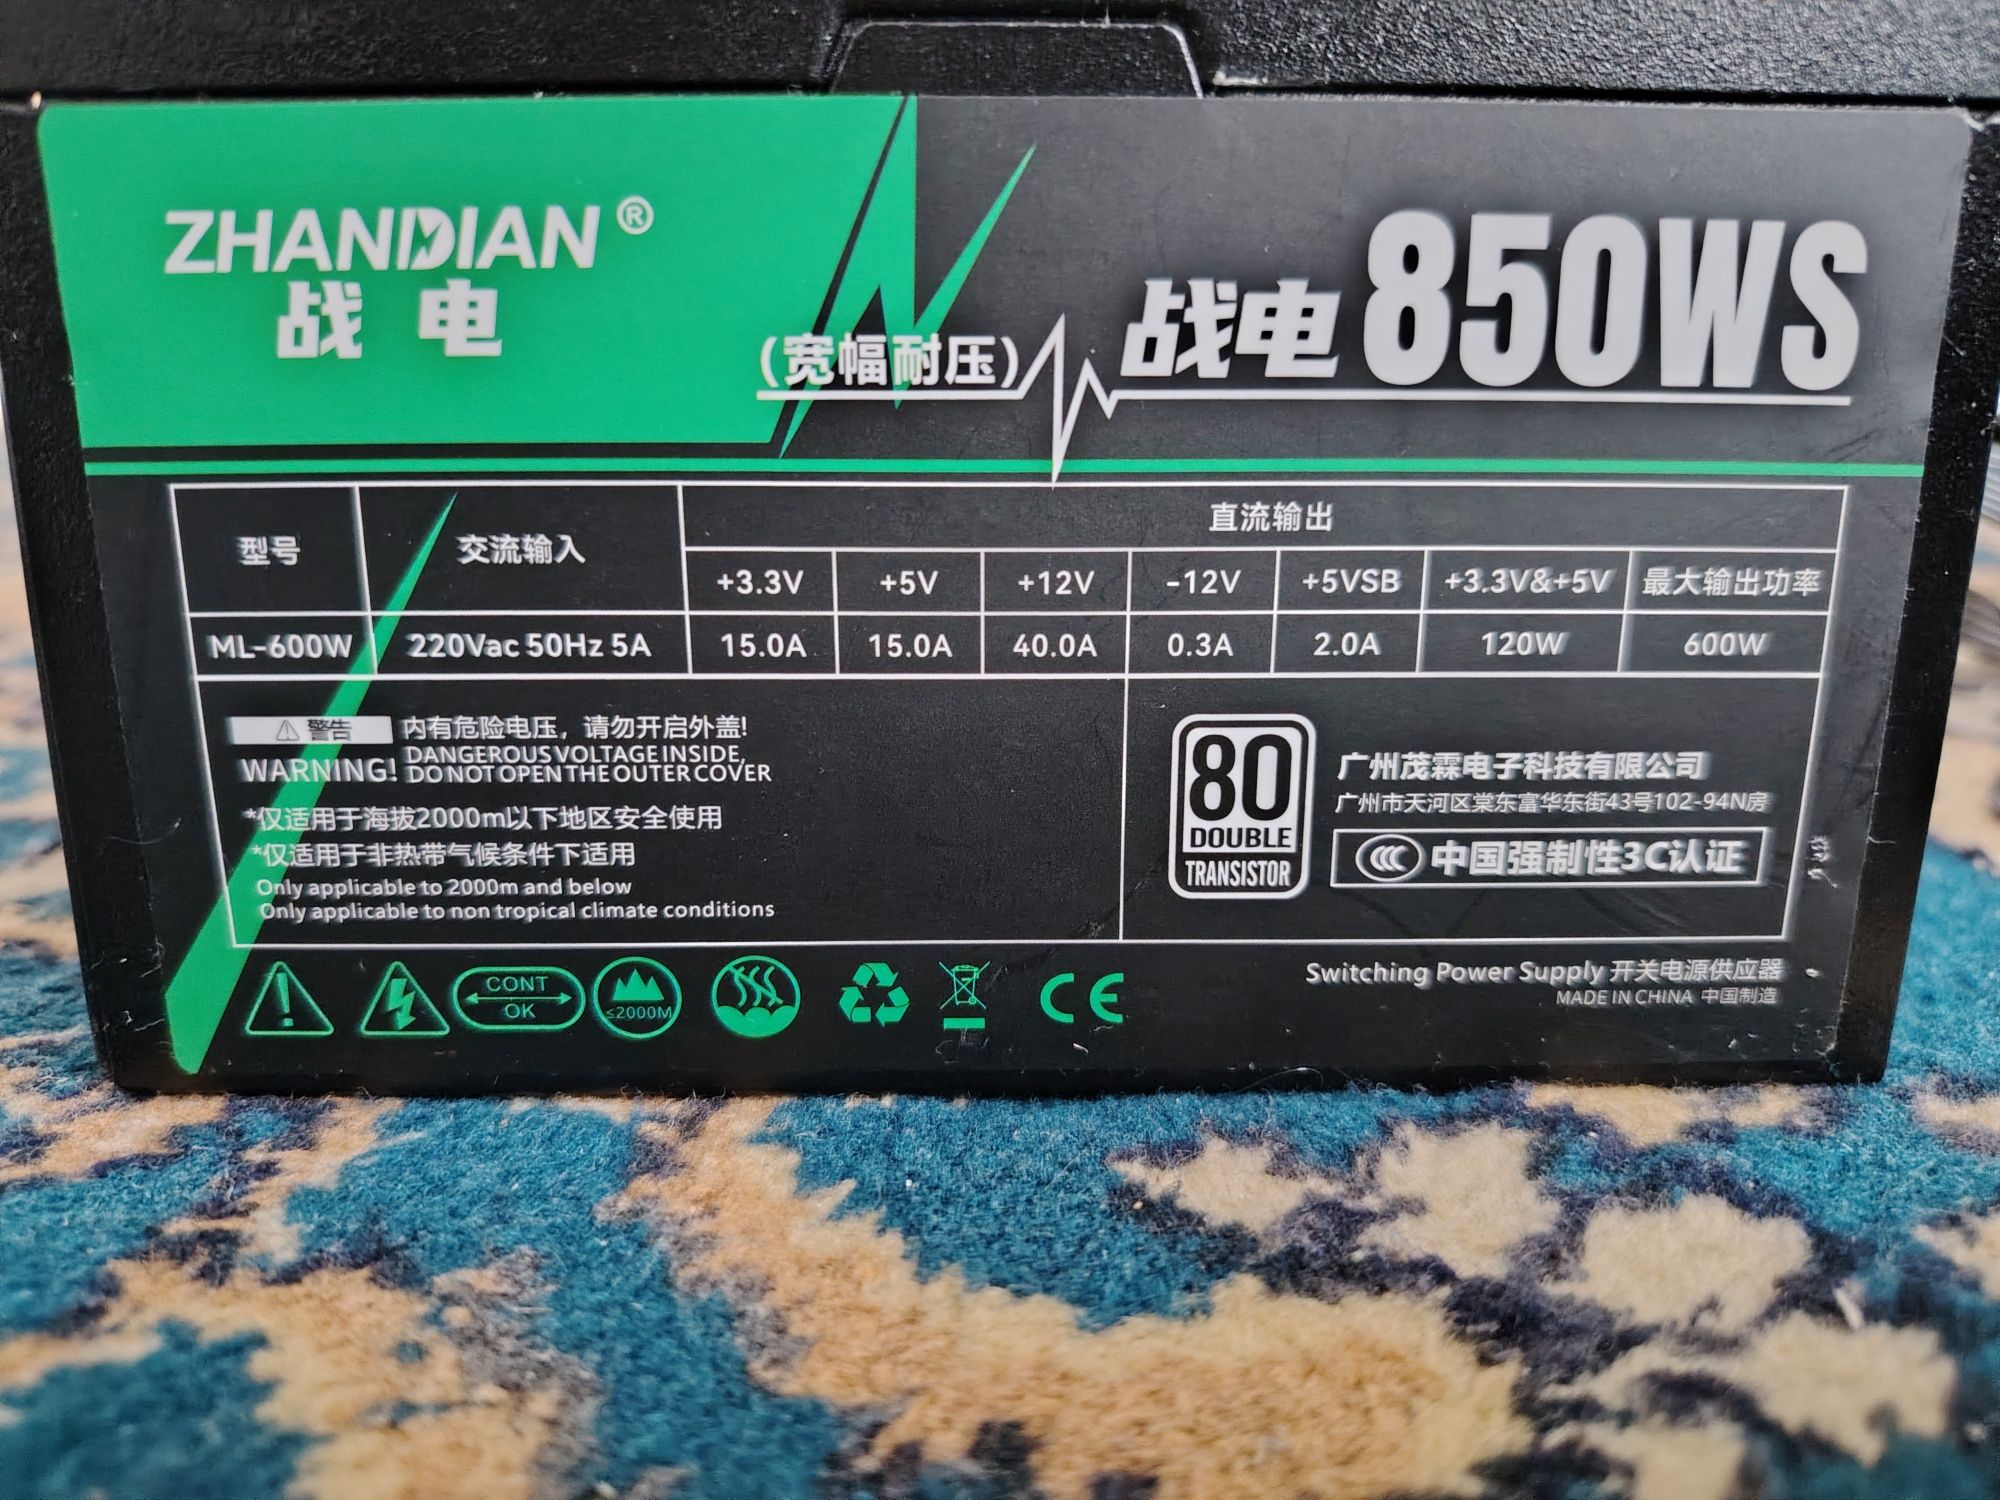 ZHANDIAN®
战电
(宽幅耐压) 战电850WS
型号 交流输入 直流输出
+3.3V +5V +12V -12V +5VSB +3.3V&+5V 最大输出功率
ML-600W 220Vac 50Hz 5A 15.0A 15.0A 40.0A 0.3A 2.0A 120W 600W
警告 内有危险电压，请勿开启外盖!
WARNING! DANGEROUS VOLTAGE INSIDE,
DO NOT OPEN THE OUTER COVER
*仅适用于海拔2000m以下地区安全使用
*仅适用于非热带气候条件下适用
Only applicable to 2000m and below
Only applicable to non tropical climate conditions
80
DOUBLE
TRANSISTOR
广州茂霖电子科技有限公司
广州市天河区棠东富华东街43号102-94N房
CCC 中国强制性3C认证
CONT
OK
≤2000M
CE
Switching Power Supply 开关电源供应器
MADE IN CHINA 中国制造